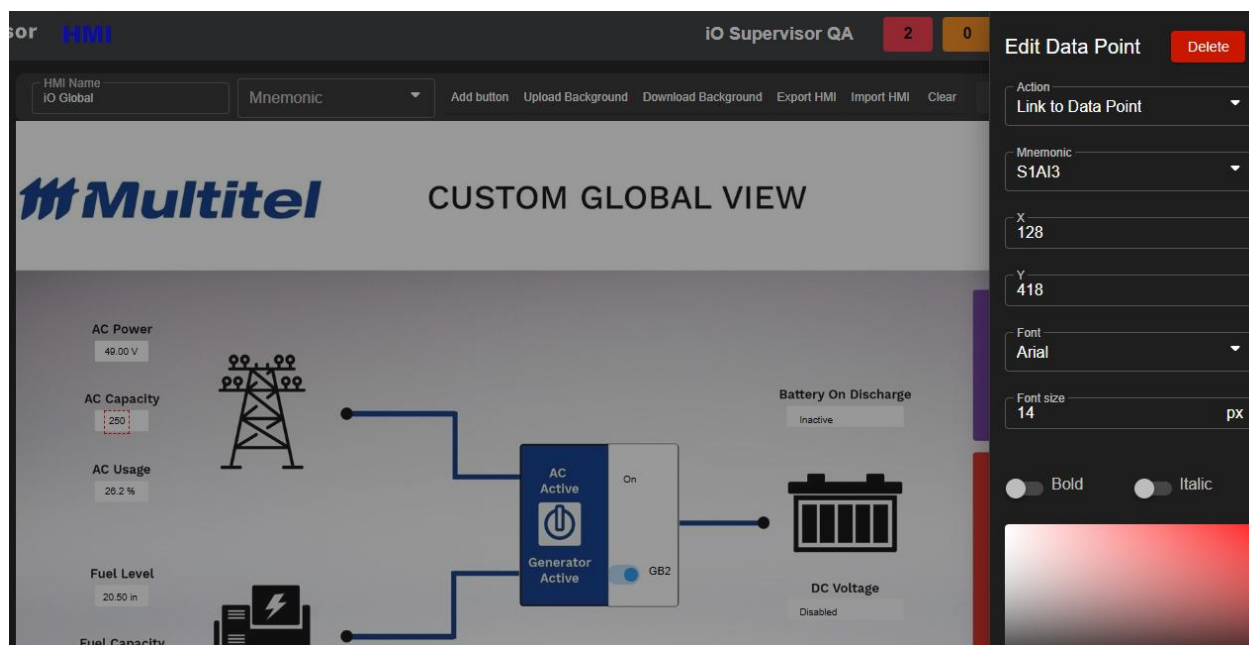 sor HMI iO Supervisor QA 2 0
HMI Name
iO Global
Mnemonic
Add button Upload Background Download Background Export HMI Import HMI Clear
Multitel CUSTOM GLOBAL VIEW
AC Power
49.00 V
AC Capacity
250
AC Usage
26.2 %
Fuel Level
20.50 in
Fuel Capacity
AC
Active
On
Generator
Active
GB2
Battery On Discharge
Inactive
DC Voltage
Disabled
Edit Data Point Delete
Action
Link to Data Point
Mnemonic
S1AI3
X
128
Y
418
Font
Arial
Font size
14 px
Bold Italic